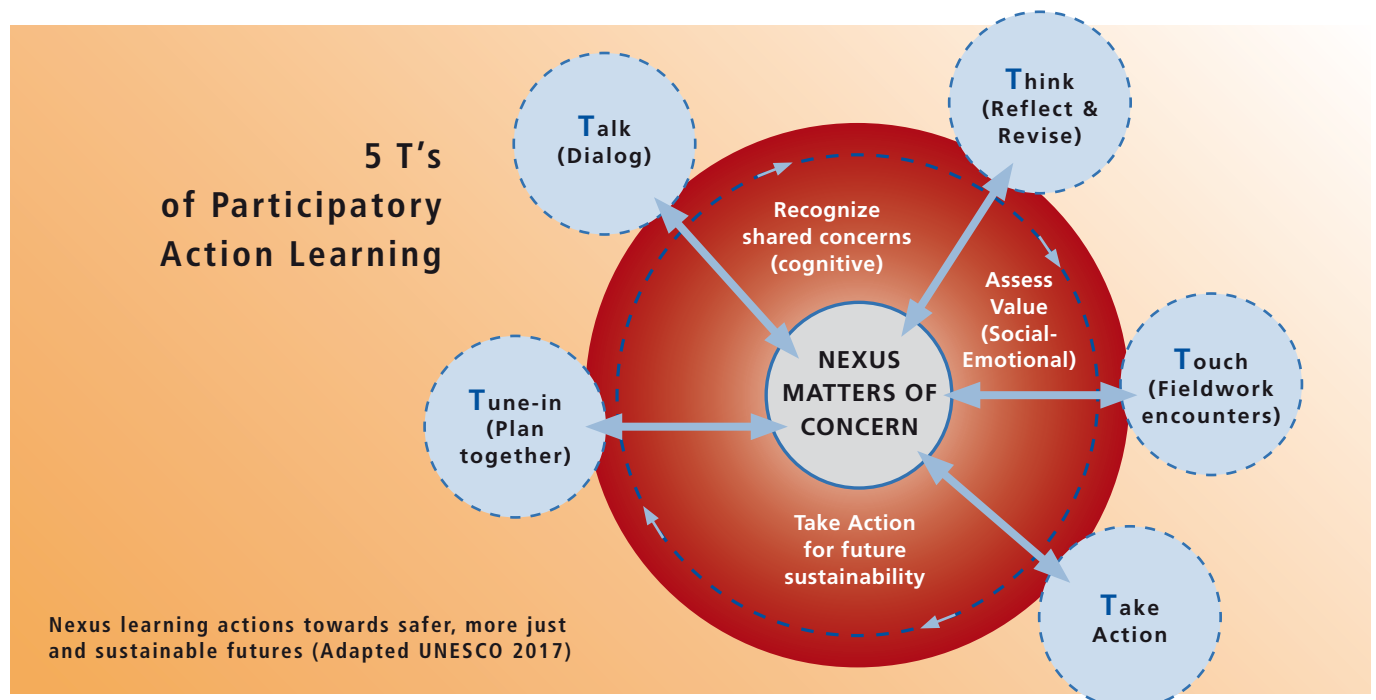 5 T's
of Participatory
Action Learning
Talk
(Dialog)
Think
(Reflect &
Revise)
Recognize
shared concerns
(cognitive)
Assess
Value
(Social-
Emotional)
Touch
(Fieldwork
encounters)
NEXUS
MATTERS OF
CONCERN
Tune-in
(Plan
together)
Take Action
for future
sustainability
Take
Action
Nexus learning actions towards safer, more just
and sustainable futures (Adapted UNESCO 2017)